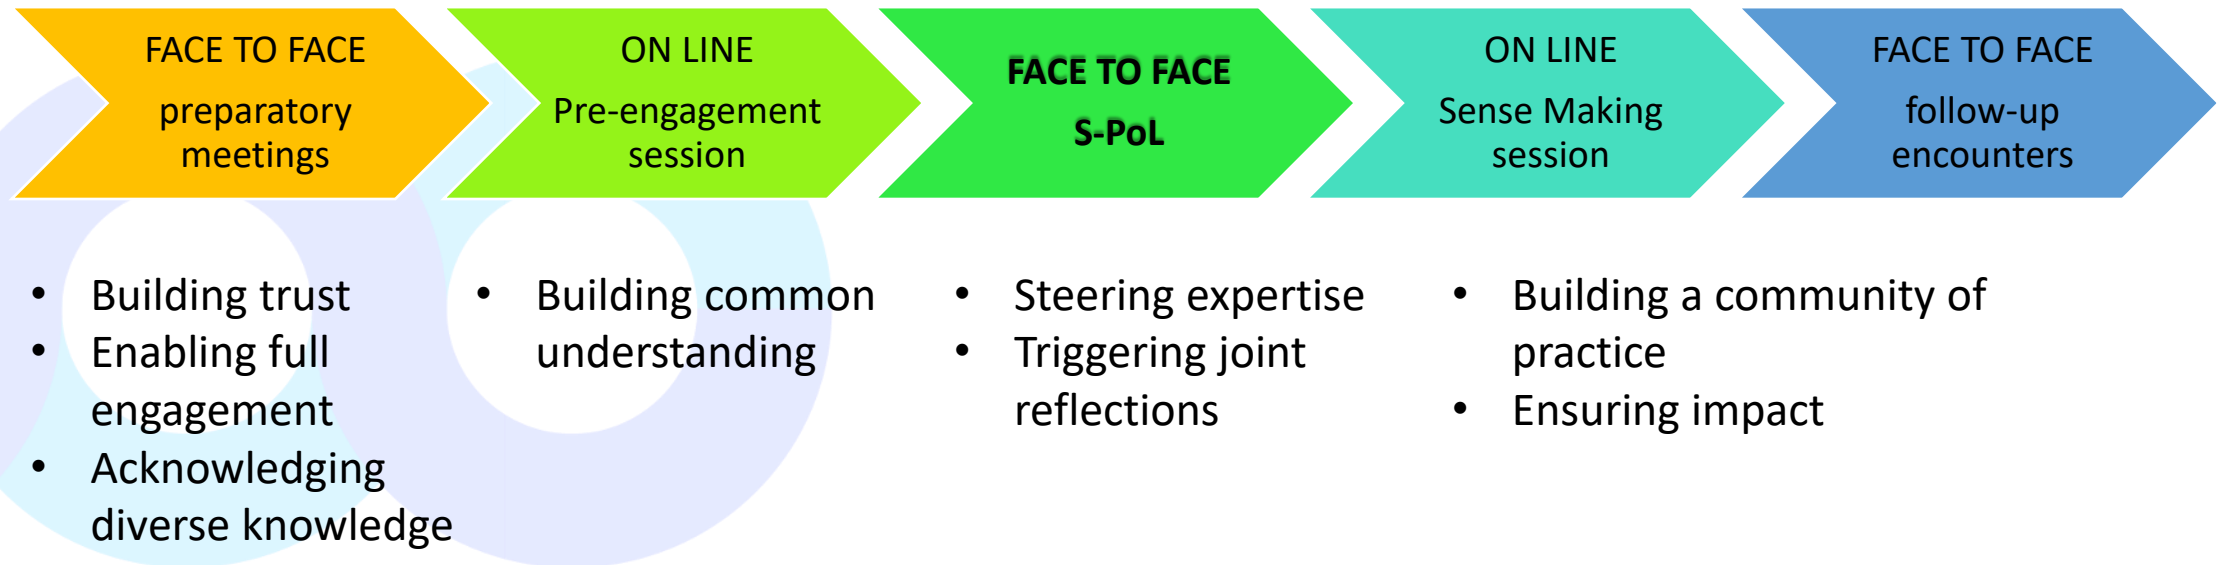 FACE TO FACE
preparatory
meetings
ON LINE
Pre-engagement
session
FACE TO FACE
S-PoL
ON LINE
Sense Making
session
FACE TO FACE
follow-up
encounters
• Building trust
• Enabling full
engagement
• Acknowledging
diverse knowledge
• Building common
understanding
• Steering expertise
• Triggering joint
reflections
• Building a community of
practice
• Ensuring impact